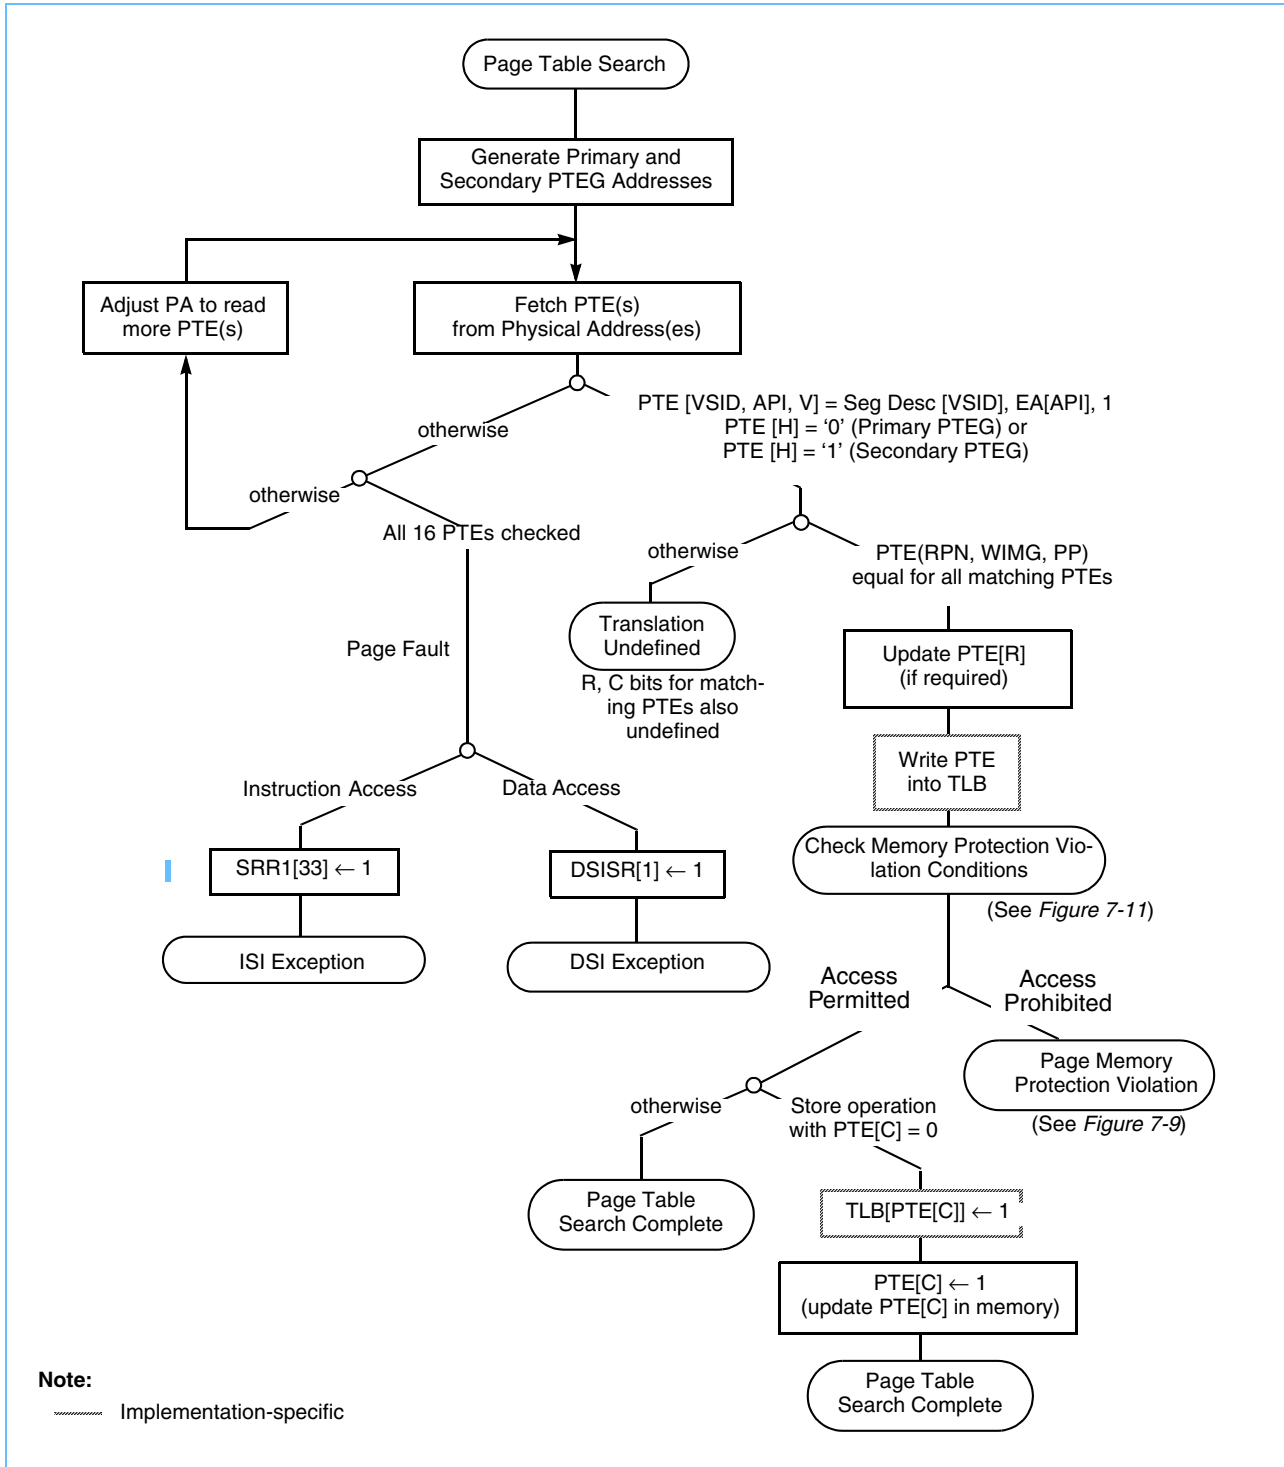 Page Table Search
Generate Primary and
Secondary PTEG Addresses
Adjust PA to read
more PTE(s)
Fetch PTE(s)
from Physical Address(es)
PTE [VSID, API, V] = Seg Desc [VSID], EA[API], 1
PTE [H] = ‘0’ (Primary PTEG) or
PTE [H] = ‘1’ (Secondary PTEG)
otherwise
otherwise
All 16 PTEs checked
otherwise
PTE(RPN, WIMG, PP)
equal for all matching PTEs
Translation
Undefined
R, C bits for match-
ing PTEs also
undefined
Page Fault
Update PTE[R]
(if required)
Write PTE
into TLB
Instruction Access
Data Access
Check Memory Protection Vio-
lation Conditions
(See Figure 7-11)
SRR1[33] ← 1
DSISR[1] ← 1
ISI Exception
DSI Exception
Access
Permitted
Access
Prohibited
Page Memory
Protection Violation
(See Figure 7-9)
otherwise
Store operation
with PTE[C] = 0
Page Table
Search Complete
TLB[PTE[C]] ← 1
PTE[C] ← 1
(update PTE[C] in memory)
Page Table
Search Complete
Note:
Implementation-specific